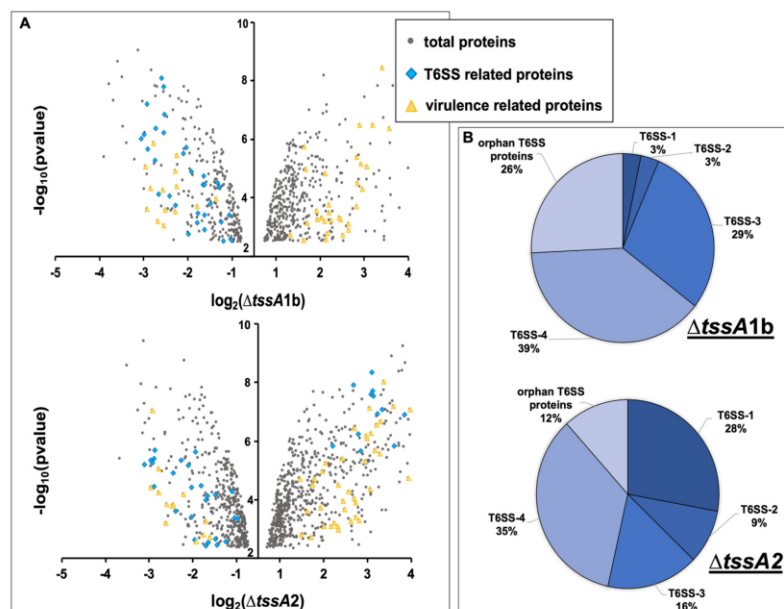 A
total proteins
T6SS related proteins
virulence related proteins
10
8
6
4
2
-log10(pvalue)
-5 -4 -3 -2 -1 1 2 3 4
log2(ΔtssA1b)
10
8
6
4
2
-log10(pvalue)
-5 -4 -3 -2 -1 1 2 3 4
log2(ΔtssA2)
B
T6SS-1
3%
T6SS-2
3%
orphan T6SS
proteins
26%
T6SS-3
29%
T6SS-4
39%
ΔtssA1b
orphan T6SS
proteins
12%
T6SS-1
28%
T6SS-2
9%
T6SS-4
35%
T6SS-3
16%
ΔtssA2